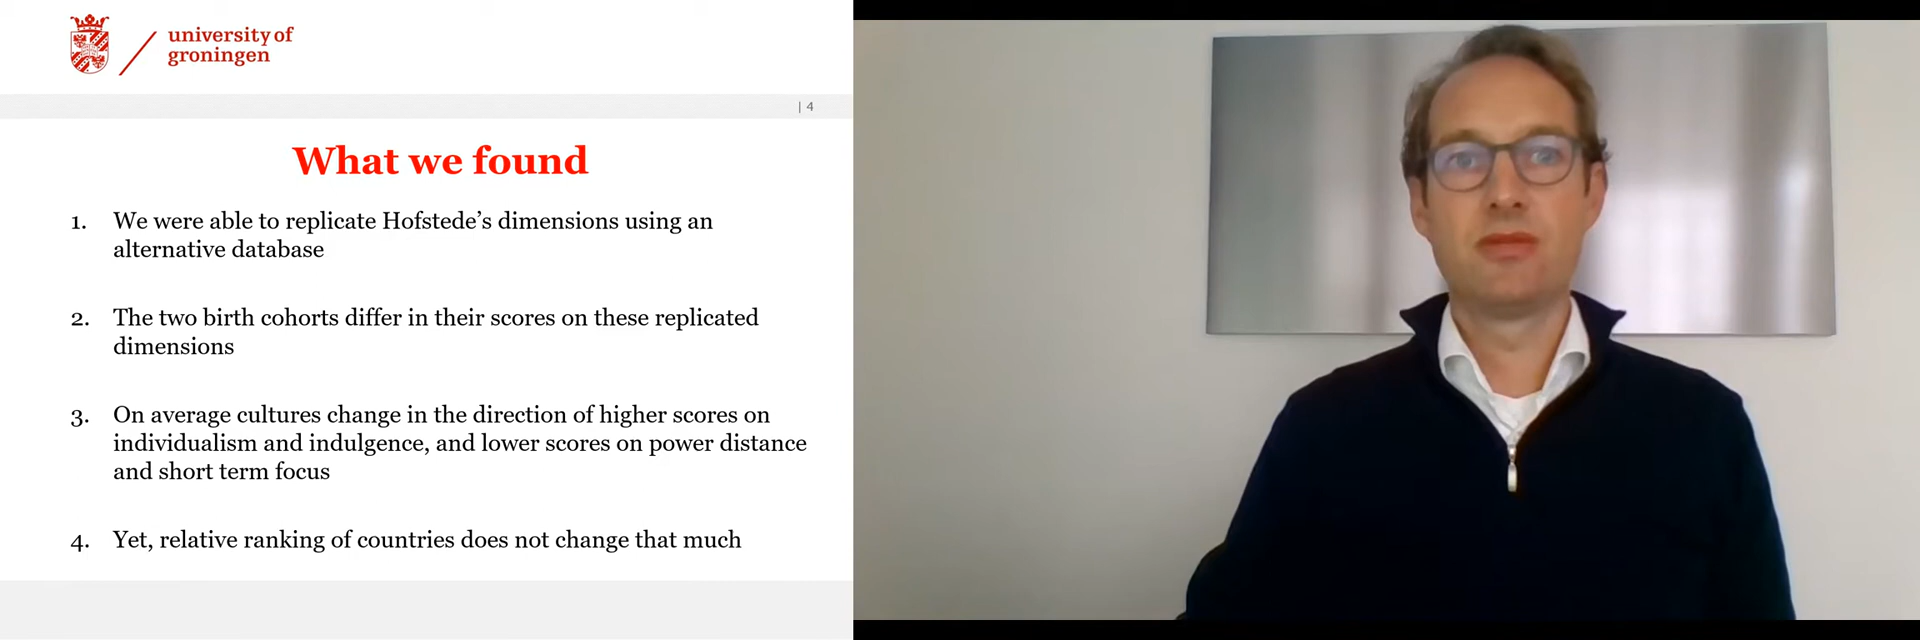 university of
groningen
| 4
What we found
1. We were able to replicate Hofstede’s dimensions using an
alternative database
2. The two birth cohorts differ in their scores on these replicated
dimensions
3. On average cultures change in the direction of higher scores on
individualism and indulgence, and lower scores on power distance
and short term focus
4. Yet, relative ranking of countries does not change that much